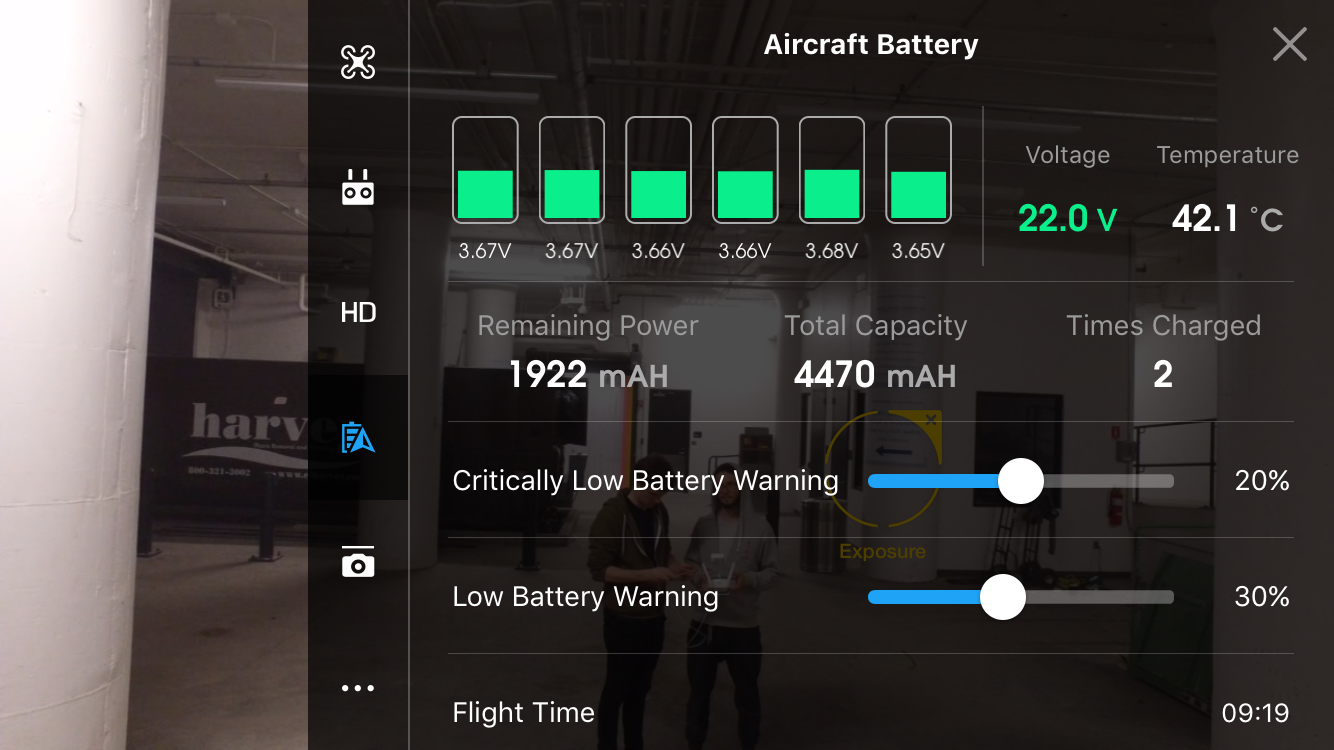 Aircraft Battery
Voltage Temperature
22.0 V 42.1 °C
3.67V 3.67V 3.66V 3.66V 3.68V 3.65V
HD
Remaining Power Total Capacity Times Charged
1922 mAH 4470 mAH 2
harve
800-321-3002
Critically Low Battery Warning 20%
Exposure
Low Battery Warning 30%
Flight Time 09:19